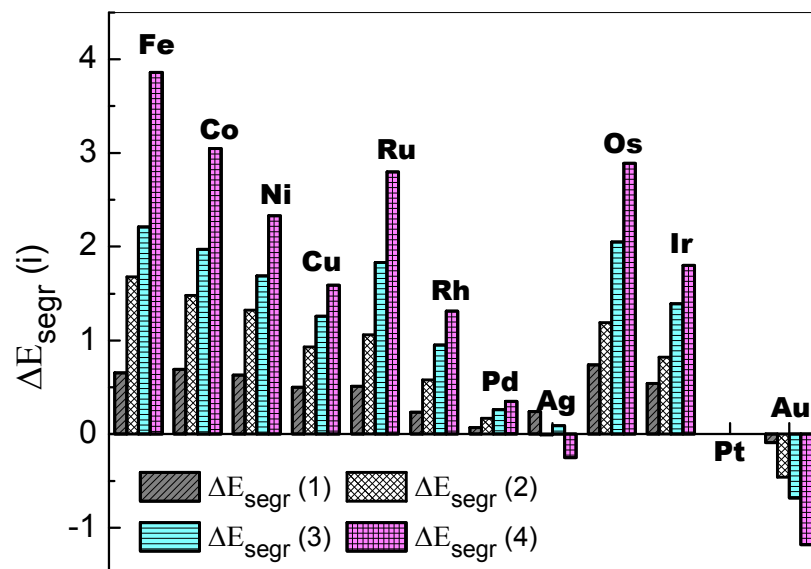 ΔE_segr (i)
4
3
2
1
0
-1
Fe
Co
Ni
Cu
Ru
Rh
Pd
Ag
Os
Ir
Pt
Au
ΔE_segr (1) ΔE_segr (2)
ΔE_segr (3) ΔE_segr (4)